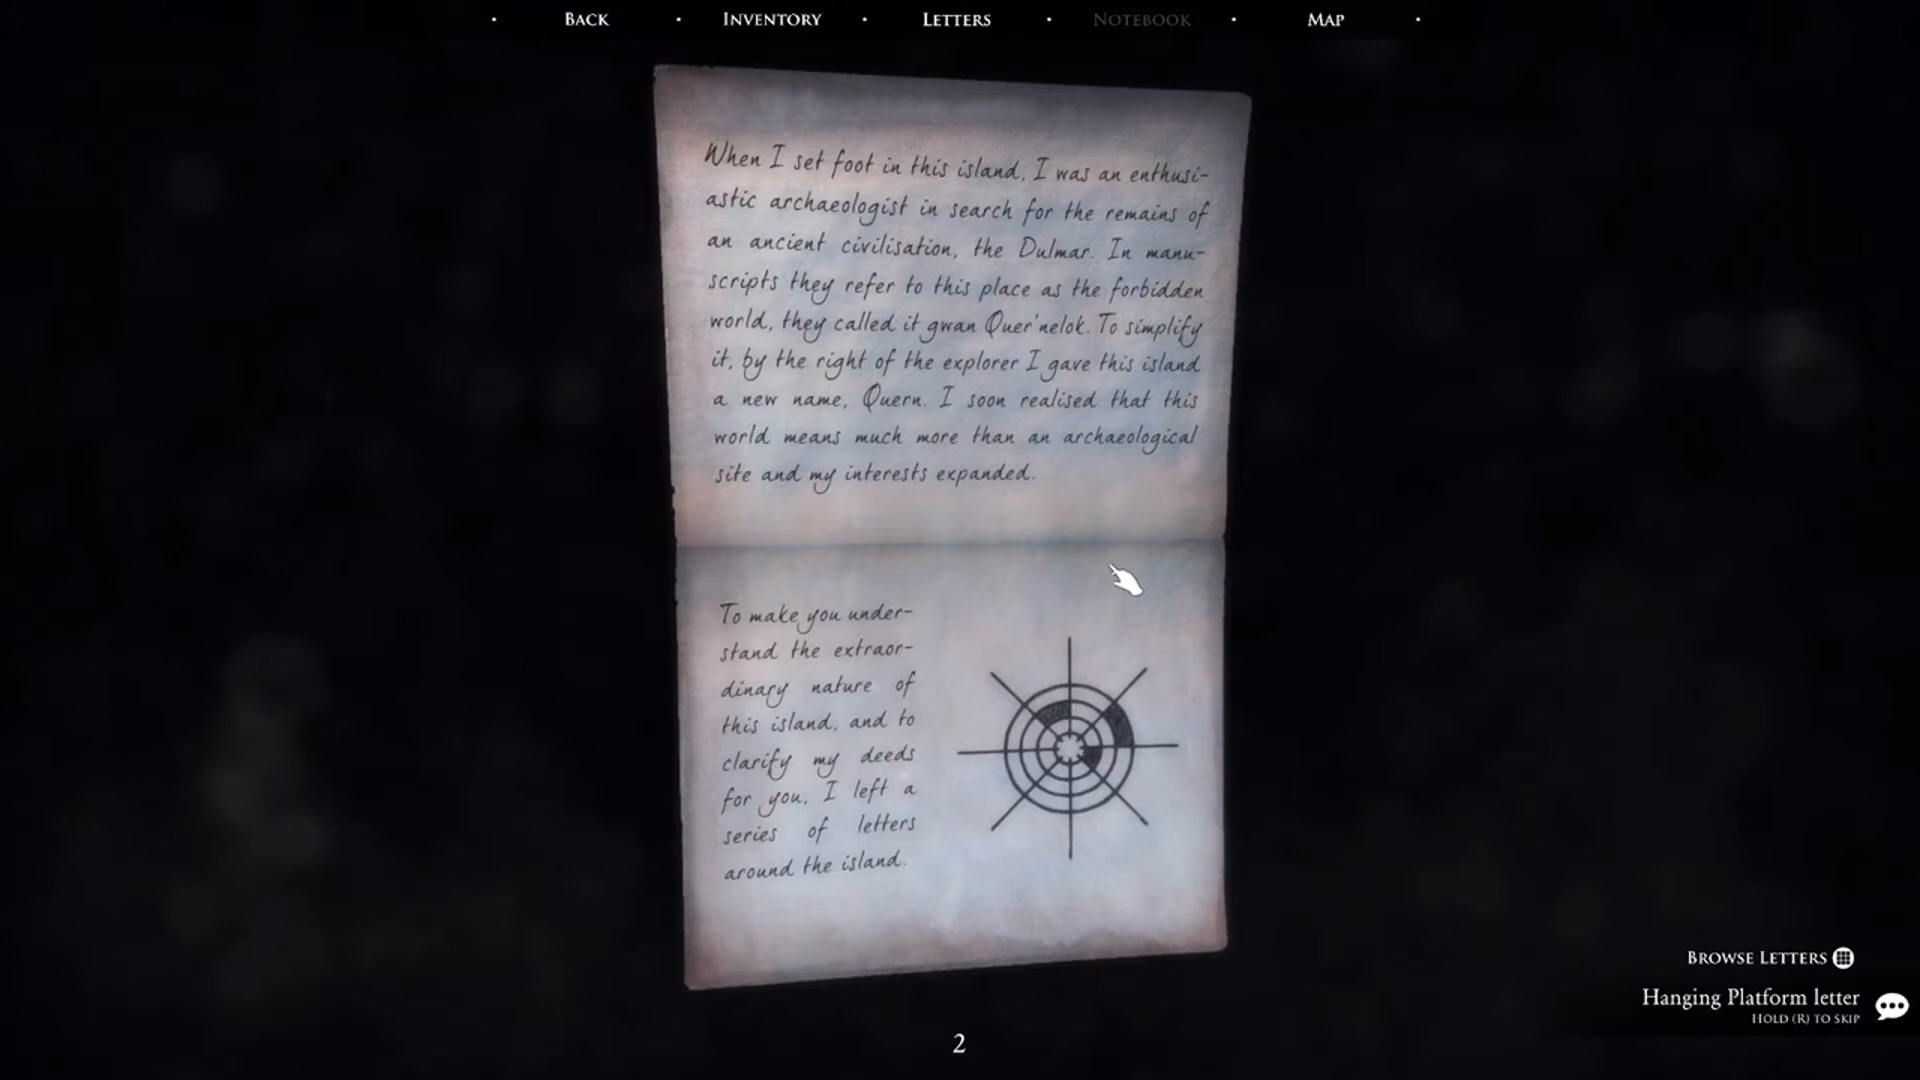 BACK
INVENTORY
LETTERS
NOTEBOOK
MAP
When I set foot in this island, I was an enthusi-
astic archaeologist in search for the remains of
an ancient civilisation, the Dulmar. In manu-
scripts they refer to this place as the forbidden
world, they called it gwan Quer'nelok. To simplify
it, by the right of the explorer I gave this island
a new name, Quern. I soon realised that this
world means much more than an archaeological
site and my interests expanded.
To make you under-
stand the extraor-
dinary nature of
this island, and to
clarify my deeds
for you, I left a
series of letters
around the island.
BROWSE LETTERS
Hanging Platform letter
HOLD (R) TO SKIP
2